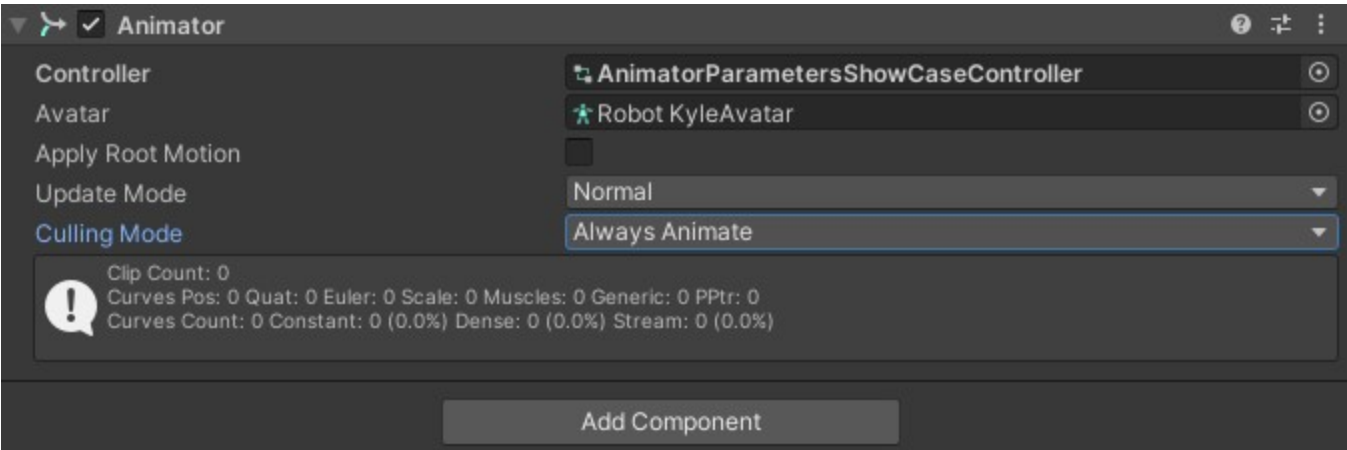 Animator
Controller AnimatorParametersShowCaseController
Avatar Robot KyleAvatar
Apply Root Motion
Update Mode Normal
Culling Mode Always Animate
Clip Count: 0
Curves Pos: 0 Quat: 0 Euler: 0 Scale: 0 Muscles: 0 Generic: 0 PPtr: 0
Curves Count: 0 Constant: 0 (0.0%) Dense: 0 (0.0%) Stream: 0 (0.0%)
Add Component